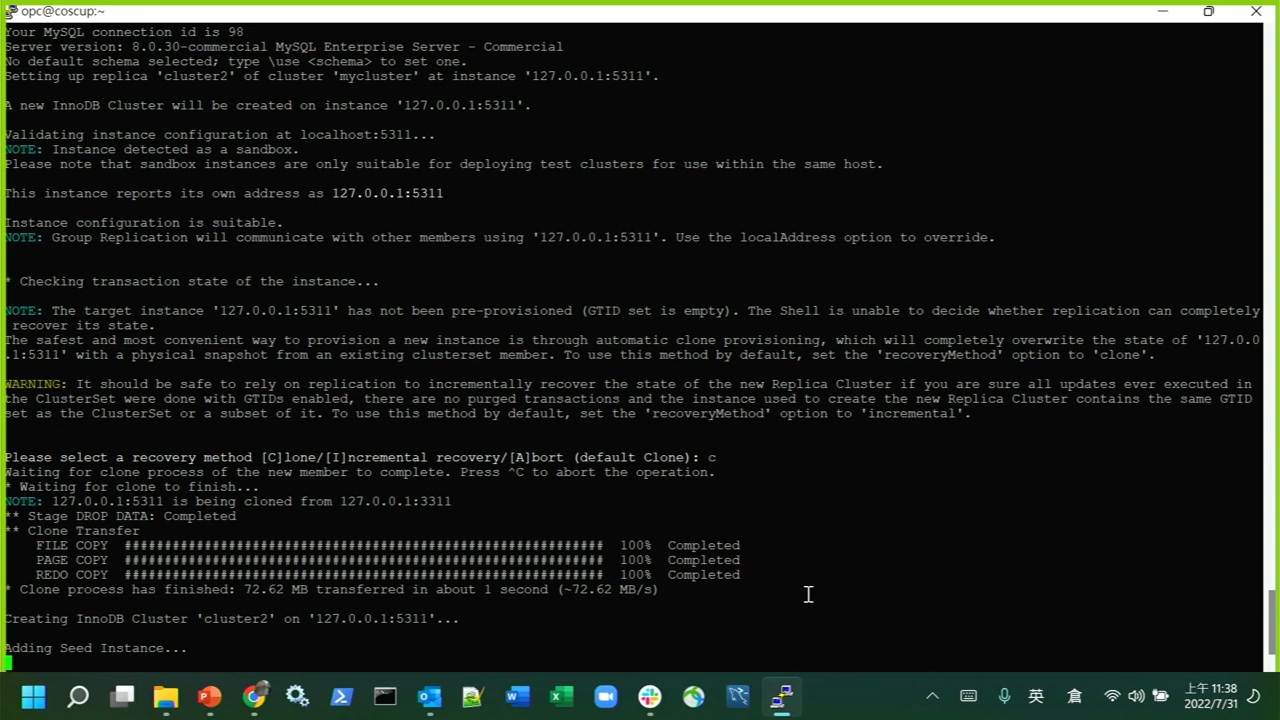 opc@coscup:~
Your MySQL connection id is 98
Server version: 8.0.30-commercial MySQL Enterprise Server - Commercial
No default schema selected; type \use <schema> to set one.
Setting up replica 'cluster2' of cluster 'mycluster' at instance '127.0.0.1:5311'.
A new InnoDB Cluster will be created on instance '127.0.0.1:5311'.
Validating instance configuration at localhost:5311...
NOTE: Instance detected as a sandbox.
Please note that sandbox instances are only suitable for deploying test clusters for use within the same host.
This instance reports its own address as 127.0.0.1:5311
Instance configuration is suitable.
NOTE: Group Replication will communicate with other members using '127.0.0.1:5311'. Use the localAddress option to override.
* Checking transaction state of the instance...
NOTE: The target instance '127.0.0.1:5311' has not been pre-provisioned (GTID set is empty). The Shell is unable to decide whether replication can completely
recover its state.
The safest and most convenient way to provision a new instance is through automatic clone provisioning, which will completely overwrite the state of '127.0.0
.1:5311' with a physical snapshot from an existing clusterset member. To use this method by default, set the 'recoveryMethod' option to 'clone'.
WARNING: It should be safe to rely on replication to incrementally recover the state of the new Replica Cluster if you are sure all updates ever executed in
the ClusterSet were done with GTIDs enabled, there are no purged transactions and the instance used to create the new Replica Cluster contains the same GTID
set as the ClusterSet or a subset of it. To use this method by default, set the 'recoveryMethod' option to 'incremental'.
Please select a recovery method [C]lone/[I]ncremental recovery/[A]bort (default Clone): c
Waiting for clone process of the new member to complete. Press ^C to abort the operation.
* Waiting for clone to finish...
NOTE: 127.0.0.1:5311 is being cloned from 127.0.0.1:3311
** Stage DROP DATA: Completed
** Clone Transfer
FILE COPY ############################################################ 100% Completed
PAGE COPY ############################################################ 100% Completed
REDO COPY ############################################################ 100% Completed
* Clone process has finished: 72.62 MB transferred in about 1 second (~72.62 MB/s)
Creating InnoDB Cluster 'cluster2' on '127.0.0.1:5311'...
Adding Seed Instance...
英
倉
上午 11:38
2022/7/31